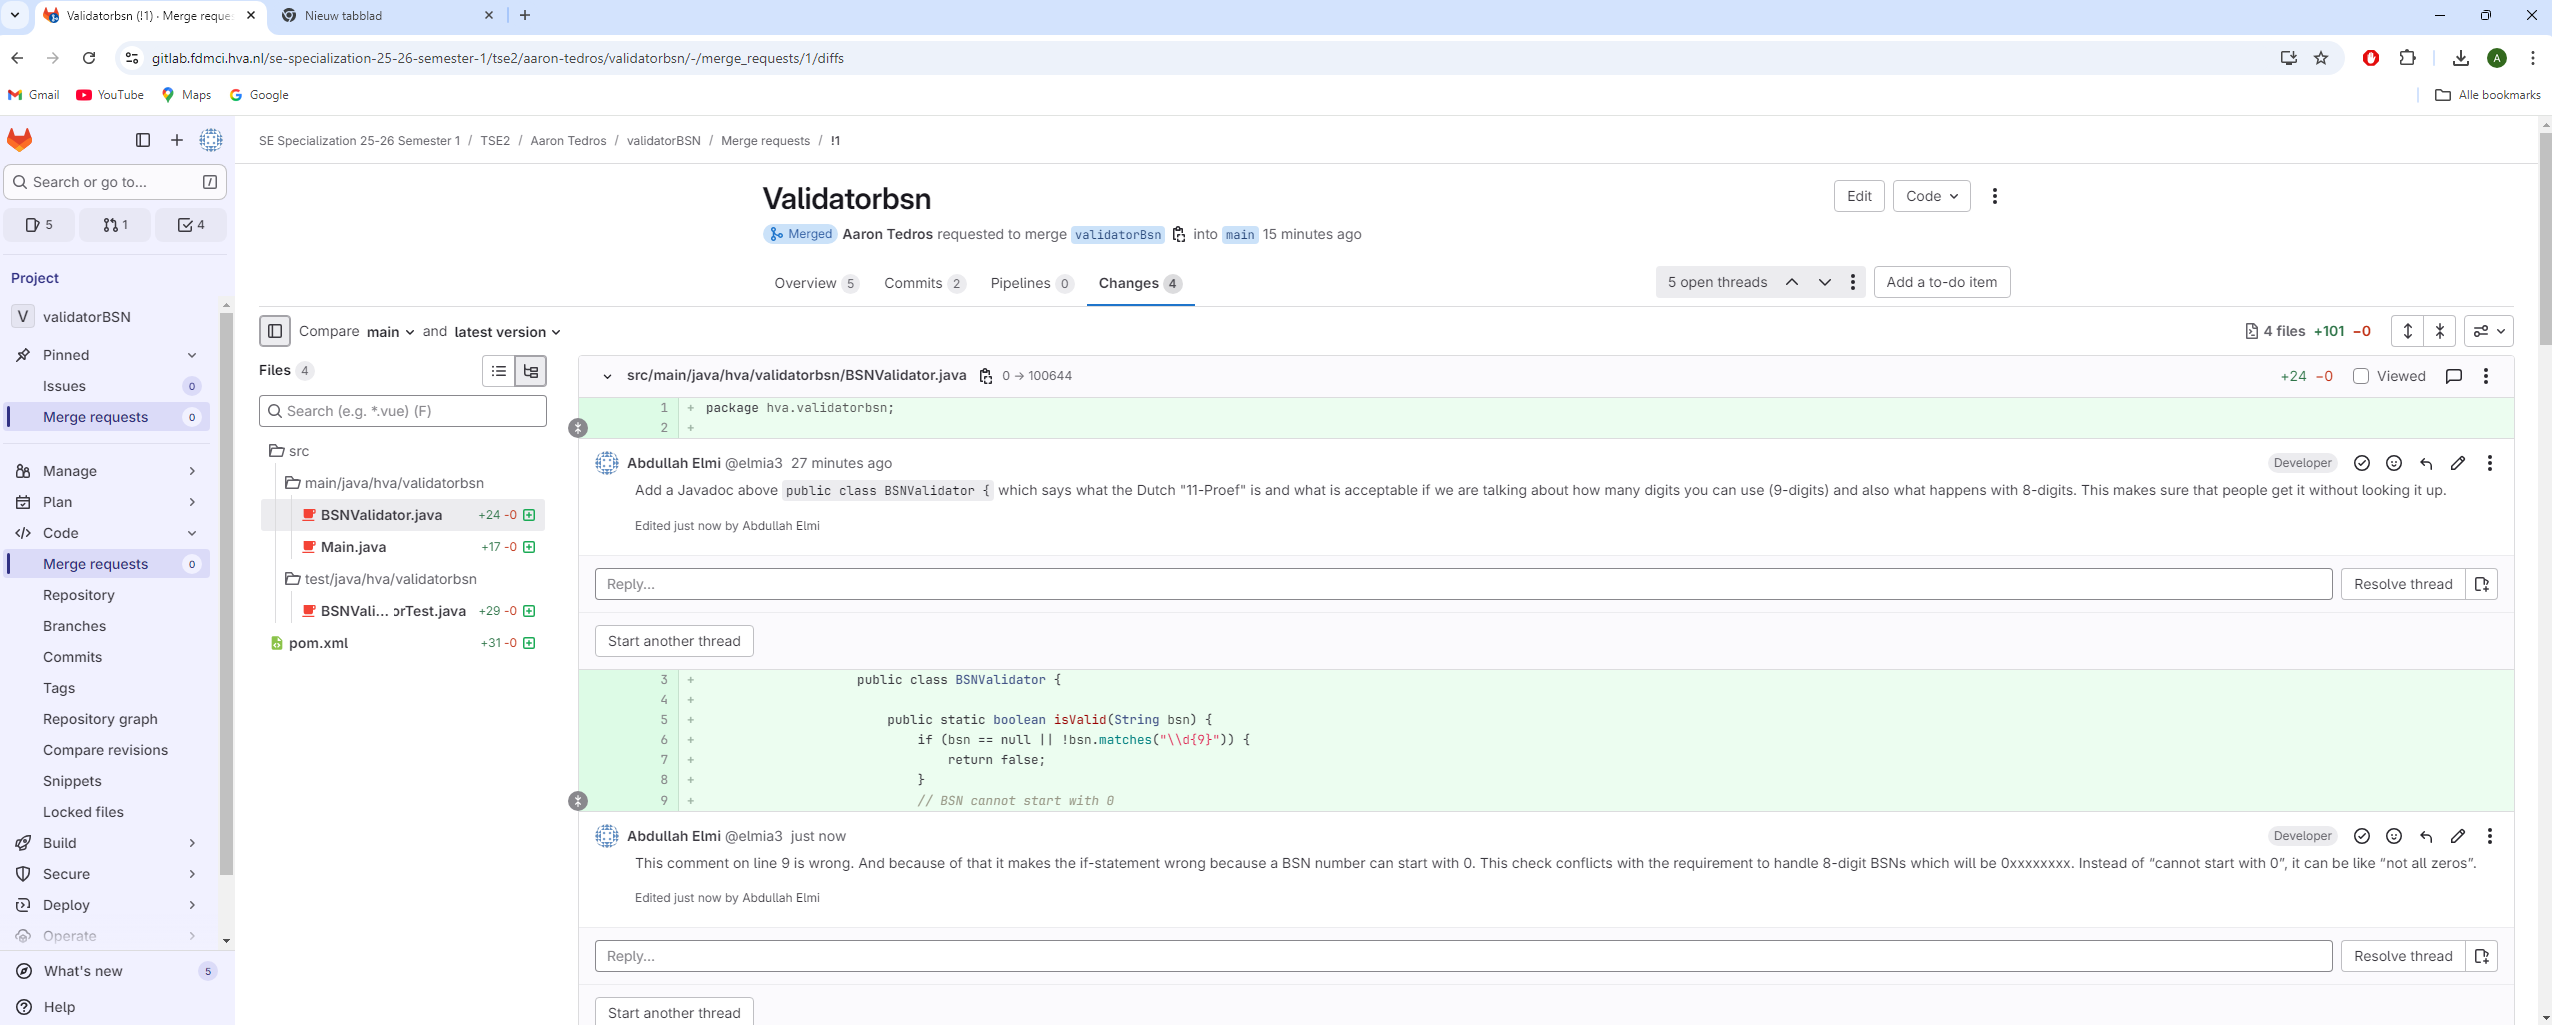 Validatorbsn (!1) · Merge reque
Nieuw tabblad
gitlab.fdmci.hva.nl/se-specialization-25-26-semester-1/tse2/aaron-tedros/validatorbsn/-/merge_requests/1/diffs
A
Gmail
YouTube
Maps
Google
Alle bookmarks
SE Specialization 25-26 Semester 1 / TSE2 / Aaron Tedros / validatorBSN / Merge requests / !1
Search or go to... /
5
1
4
Project
V validatorBSN
Pinned
Issues 0
Merge requests 0
Manage
Plan
Code
Merge requests 0
Repository
Branches
Commits
Tags
Repository graph
Compare revisions
Snippets
Locked files
Build
Secure
Deploy
Operate
What's new 5
Help
Validatorbsn
Edit
Code
Merged Aaron Tedros requested to merge validatorBsn into main 15 minutes ago
Overview 5
Commits 2
Pipelines 0
Changes 4
5 open threads
Add a to-do item
Compare main and latest version
4 files +101 −0
Files 4
Search (e.g. *.vue) (F)
src
main/java/hva/validatorbsn
BSNValidator.java +24 -0
Main.java +17 -0
test/java/hva/validatorbsn
BSNVali... orTest.java +29 -0
pom.xml +31 -0
src/main/java/hva/validatorbsn/BSNValidator.java 0 → 100644
+24 −0 Viewed
1 + package hva.validatorbsn;
2 +
Abdullah Elmi @elmia3 27 minutes ago
Developer
Add a Javadoc above public class BSNValidator { which says what the Dutch "11-Proef" is and what is acceptable if we are talking about how many digits you can use (9-digits) and also what happens with 8-digits. This makes sure that people get it without looking it up.
Edited just now by Abdullah Elmi
Reply...
Resolve thread
Start another thread
3 + public class BSNValidator {
4 +
5 + public static boolean isValid(String bsn) {
6 + if (bsn == null || !bsn.matches("\\d{9}")) {
7 + return false;
8 + }
9 + // BSN cannot start with 0
Abdullah Elmi @elmia3 just now
Developer
This comment on line 9 is wrong. And because of that it makes the if-statement wrong because a BSN number can start with 0. This check conflicts with the requirement to handle 8-digit BSNs which will be 0xxxxxxxx. Instead of “cannot start with 0”, it can be like “not all zeros”.
Edited just now by Abdullah Elmi
Reply...
Resolve thread
Start another thread